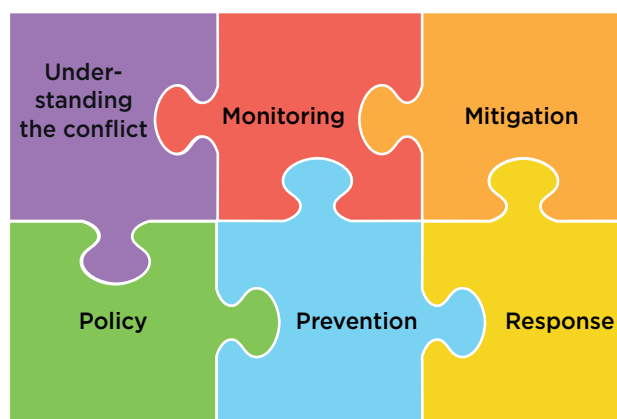 Under-
standing
the conflict
Monitoring
Mitigation
Policy
Prevention
Response